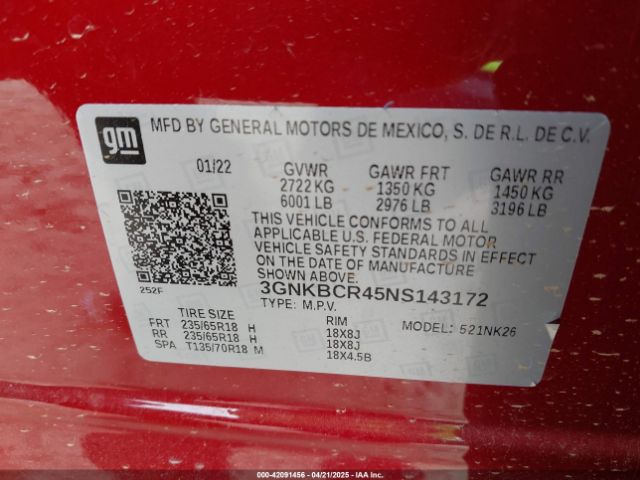 gm
MFD BY GENERAL MOTORS DE MEXICO, S. DE R.L. DE C.V.
01/22 GVWR GAWR FRT GAWR RR
2722 KG 1350 KG 1450 KG
6001 LB 2976 LB 3196 LB
THIS VEHICLE CONFORMS TO ALL
APPLICABLE U.S. FEDERAL MOTOR
VEHICLE SAFETY STANDARDS IN EFFECT
ON THE DATE OF MANUFACTURE
SHOWN ABOVE.
252F
3GNKBCR45NS143172
TYPE: M.P.V.
TIRE SIZE RIM MODEL: 521NK26
FRT 235/65R18 H 18X8J
RR 235/65R18 H 18X8J
SPA T135/70R18 M 18X4.5B
000-42091456 - 04/21/2025 - IAAI.com